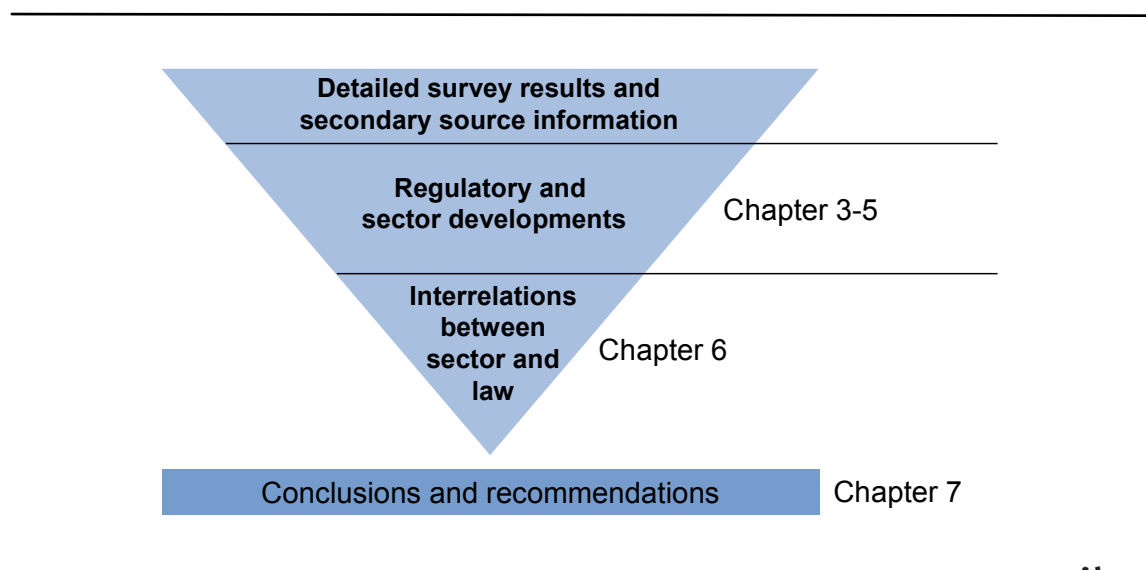 Detailed survey results and
secondary source information
Regulatory and
sector developments
Chapter 3-5
Interrelations
between
sector and
law
Chapter 6
Conclusions and recommendations
Chapter 7